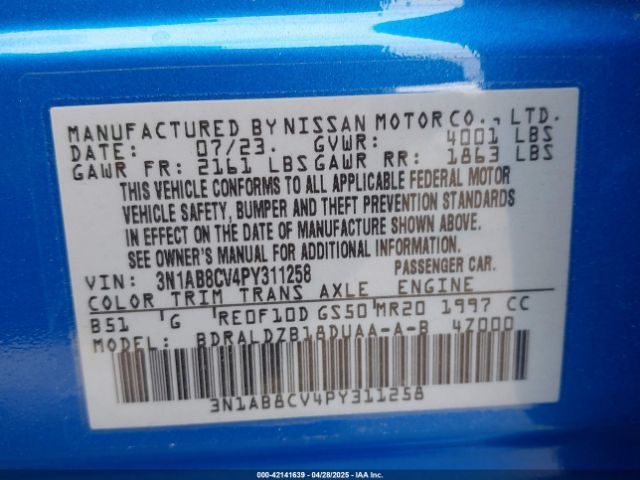 MANUFACTURED BY NISSAN MOTOR CO., LTD.
DATE: 07/23. GVWR: 4001 LBS
GAWR FR: 2161 LBS GAWR RR: 1863 LBS
THIS VEHICLE CONFORMS TO ALL APPLICABLE FEDERAL MOTOR
VEHICLE SAFETY, BUMPER AND THEFT PREVENTION STANDARDS
IN EFFECT ON THE DATE OF MANUFACTURE SHOWN ABOVE.
SEE OWNER'S MANUAL FOR ADDITIONAL INFORMATION.
VIN: 3N1AB8CV4PY311258 PASSENGER CAR.
COLOR TRIM TRANS AXLE ENGINE
B51 G RE0F10D GS50 MR20 1997 CC
MODEL: BDRALDZB18DUAA-A-B 4Z000
3N1AB8CV4PY311258
000-42141639 | 04/28/2025 | IAAI.COM